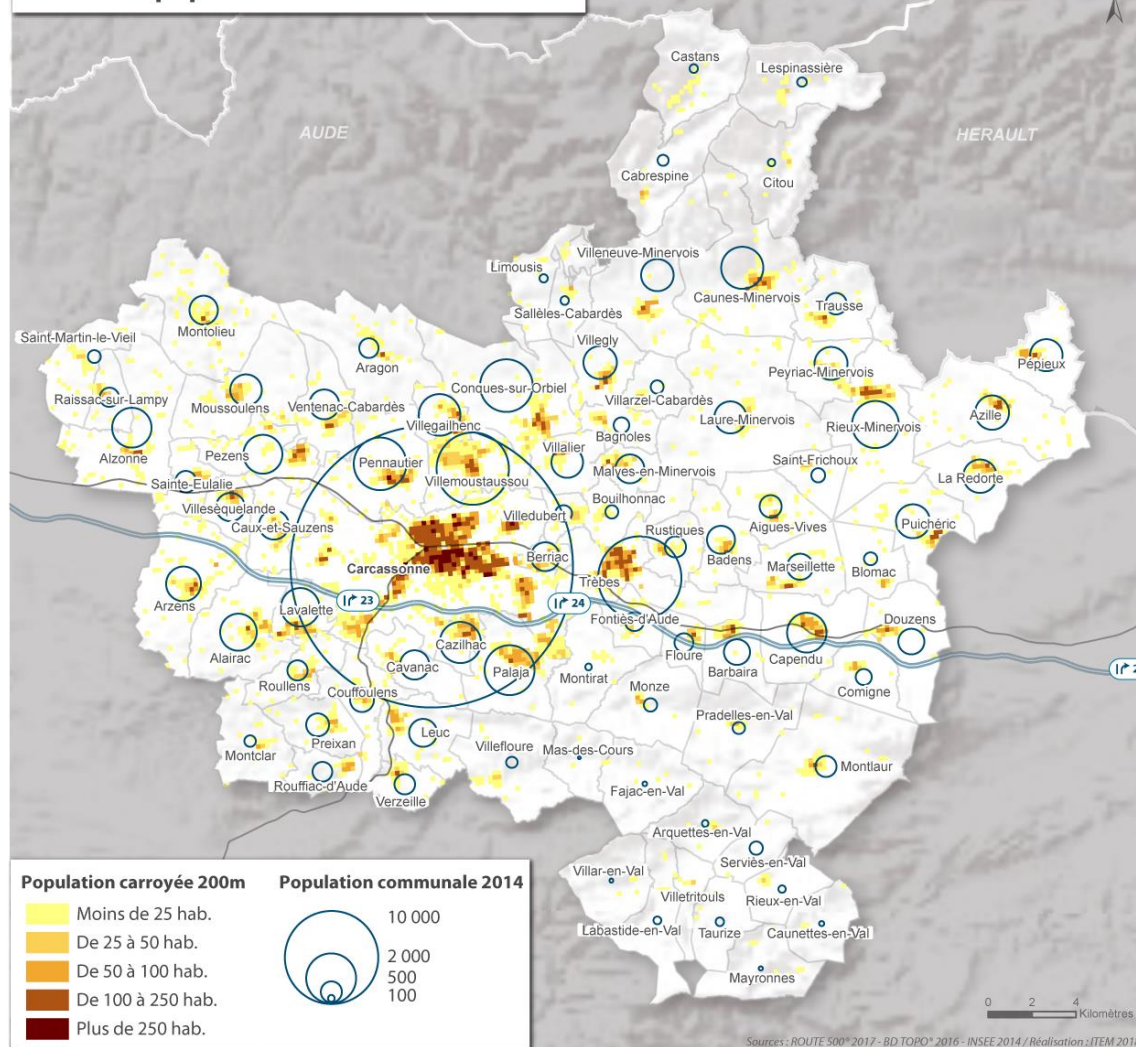 Castans
Lespinassière
AUDE
HERAULT
Cabrespine
Citou
Villeneuve-Minervois
Limousis
Caunes-Minervois
Sallèles-Cabardès
Trausse
Montolieu
Saint-Martin-le-Vieil
Villegly
Aragon
Pépieux
Peyriac-Minervois
Conques-sur-Orbiel
Raissac-sur-Lampy
Moussoulens
Ventenac-Cabardès
Villarzel-Cabardès
Azille
Laure-Minervois
Villegailhenc
Rieux-Minervois
Bagnoles
Alzonne
Pezens
Villalier
Pennautier
Saint-Frichoux
Malves-en-Minervois
Villemoustaussou
La Redorte
Sainte-Eulalie
Bouilhonnac
Villesèquelande
Villedubert
Caux-et-Sauzens
Rustiques
Aigues-Vives
Puichéric
Berriac
Badens
Marseillette
Blomac
Carcassonne
Trèbes
23
24
Arzens
Lavalette
Fontiès-d'Aude
Douzens
Cazilhac
Alairac
Floure
Barbaira
Capendu
Cavanac
Palaja
Montirat
Roullens
Comigne
Couffoulens
Monze
Pradelles-en-Val
Leuc
Preixan
Montclar
Villefloure
Mas-des-Cours
Montlaur
Rouffiac-d'Aude
Fajac-en-Val
Verzeille
Arquettes-en-Val
Serviès-en-Val
Villar-en-Val
Villetritouls
Rieux-en-Val
Labastide-en-Val
Taurize
Caunettes-en-Val
Mayronnes
Population carroyée 200m
Moins de 25 hab.
De 25 à 50 hab.
De 50 à 100 hab.
De 100 à 250 hab.
Plus de 250 hab.
Population communale 2014
10 000
2 000
500
100
0 2 4
Kilomètres
Sources : ROUTE 500® 2017 - BD TOPO® 2016 - INSEE 2014 / Réalisation : ITEM